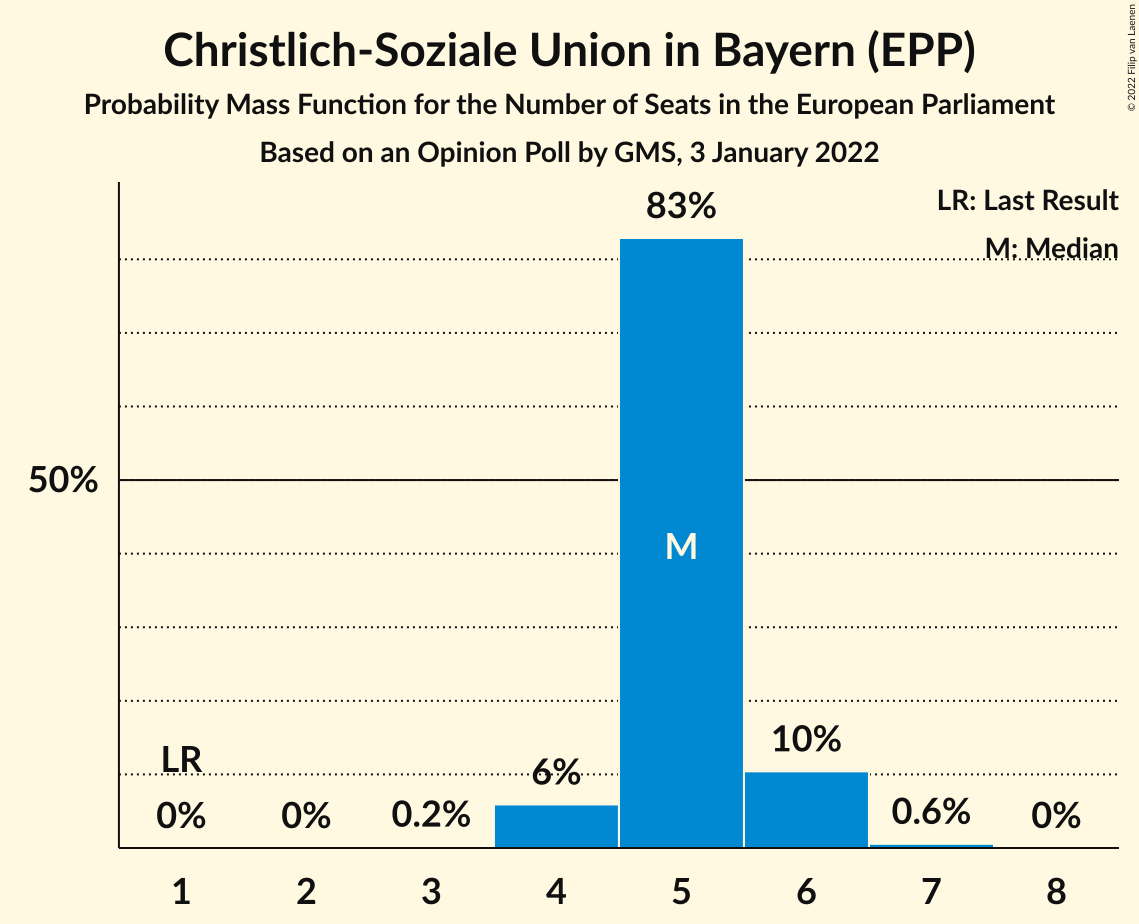 Christlich-Soziale Union in Bayern (EPP)
Probability Mass Function for the Number of Seats in the European Parliament
Based on an Opinion Poll by GMS, 3 January 2022
© 2022 Filip van Laenen
LR: Last Result
M: Median
83%
50%
M
LR
0%
0%
0.2%
6%
10%
0.6%
0%
1 2 3 4 5 6 7 8